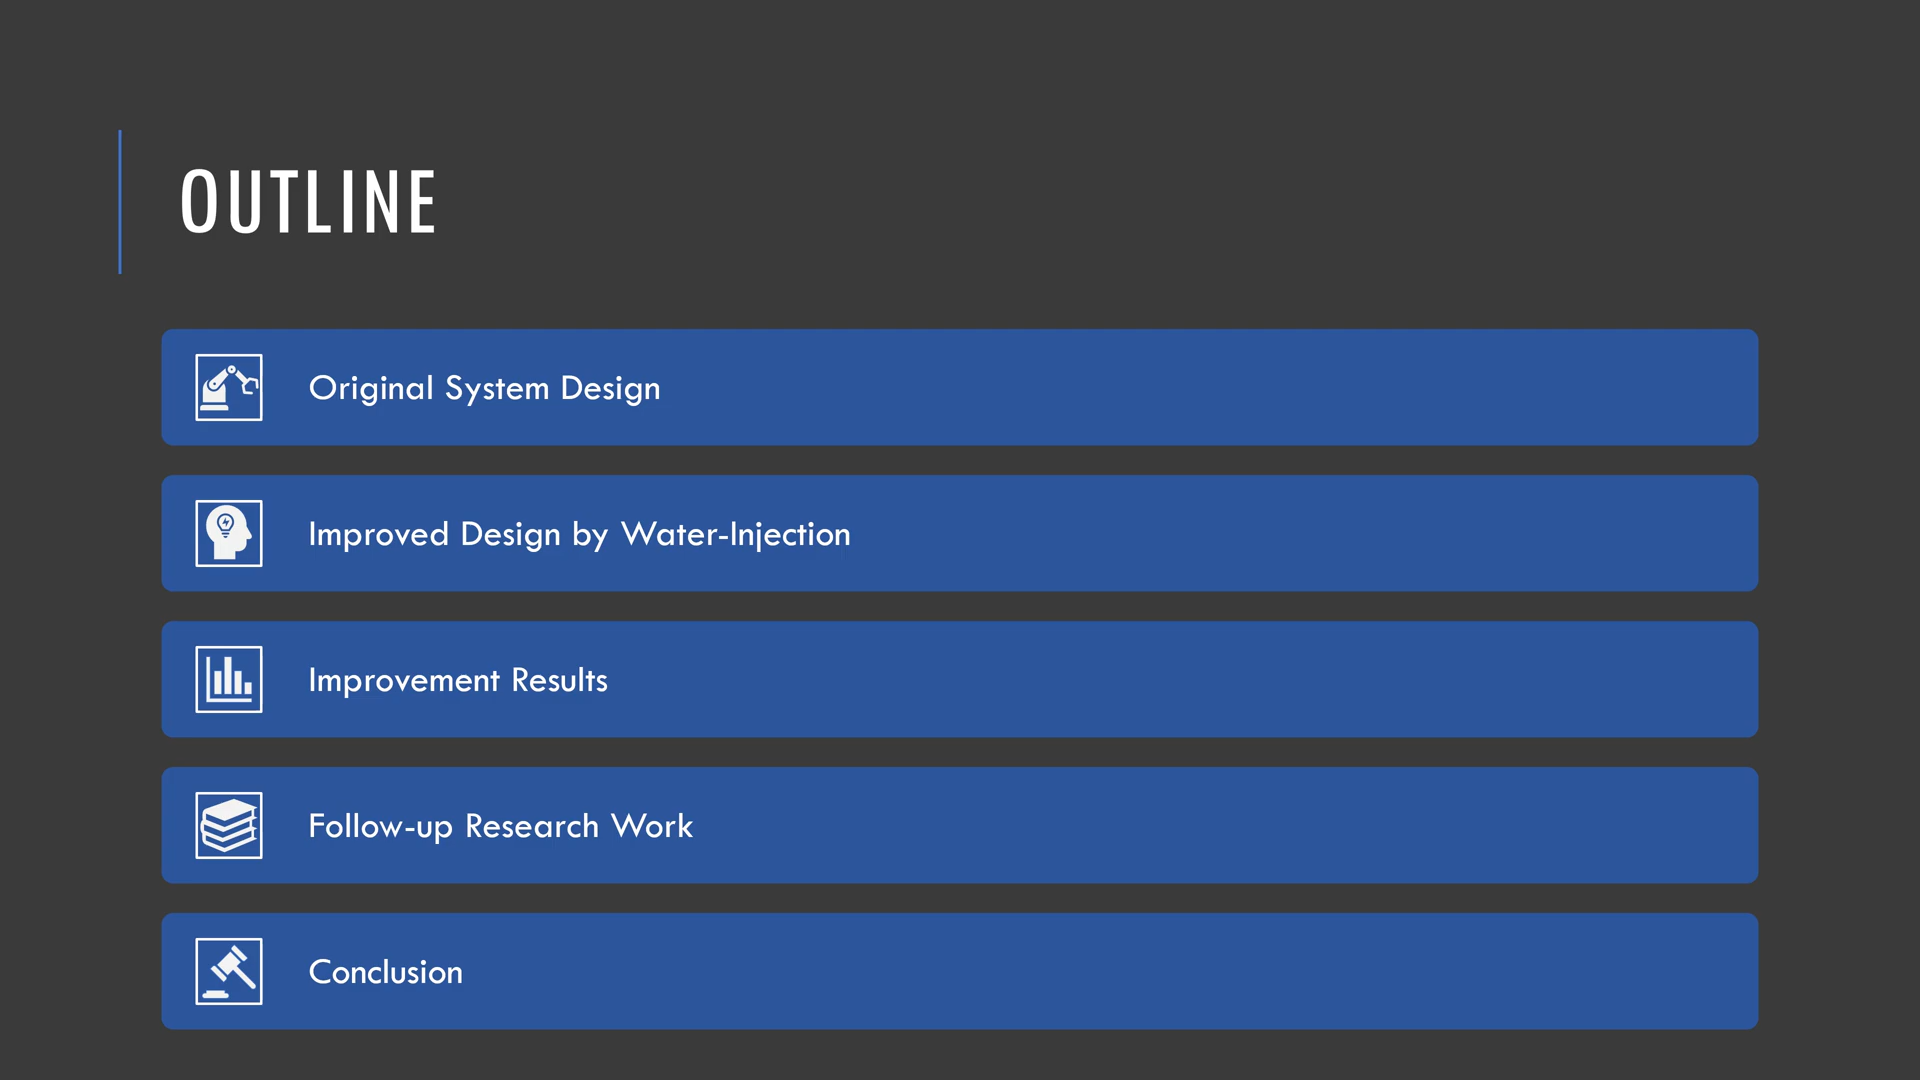 OUTLINE
Original System Design
Improved Design by Water-Injection
Improvement Results
Follow-up Research Work
Conclusion